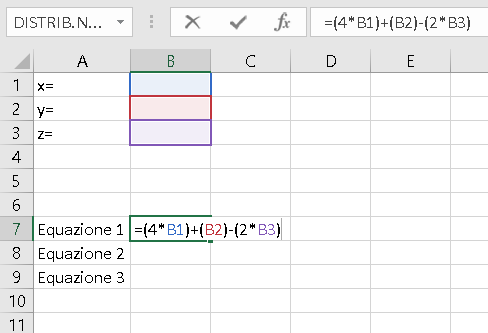 DISTRIB.N... =(4*B1)+(B2)-(2*B3)
A B C D E
1 x=
2 y=
3 z=
4
5
6
7 Equazione 1 =(4*B1)+(B2)-(2*B3)
8 Equazione 2
9 Equazione 3
10
11